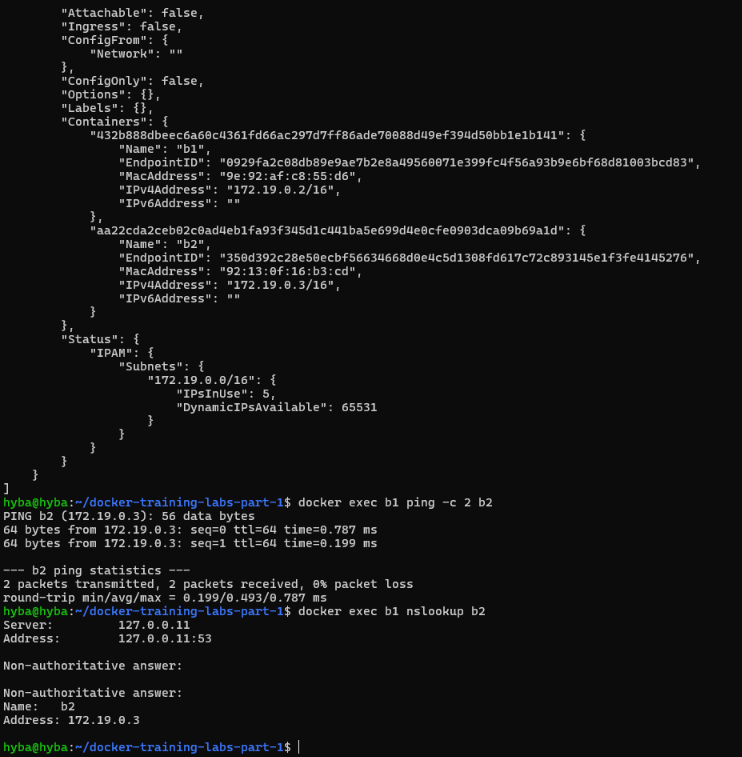 "Attachable": false,
        "Ingress": false,
        "ConfigFrom": {
            "Network": ""
        },
        "ConfigOnly": false,
        "Options": {},
        "Labels": {},
        "Containers": {
            "432b888dbeec6a60c4361fd66ac297d7ff86ade70088d49ef394d50bb1e1b141": {
                "Name": "b1",
                "EndpointID": "0929fa2c08db89e9ae7b2e8a49560071e399fc4f56a93b9e6bf68d81003bcd83",
                "MacAddress": "9e:92:af:c8:55:d6",
                "IPv4Address": "172.19.0.2/16",
                "IPv6Address": ""
            },
            "aa22cda2ceb02c0ad4eb1fa93f345d1c441ba5e699d4e0cfe0903dca09b69a1d": {
                "Name": "b2",
                "EndpointID": "350d392c28e50ecbf56634668d0e4c5d1308fd617c72c893145e1f3fe4145276",
                "MacAddress": "92:13:0f:16:b3:cd",
                "IPv4Address": "172.19.0.3/16",
                "IPv6Address": ""
            }
        },
        "Status": {
            "IPAM": {
                "Subnets": {
                    "172.19.0.0/16": {
                        "IPsInUse": 5,
                        "DynamicIPsAvailable": 65531
                    }
                }
            }
        }
    }
]
hyba@hyba:~/docker-training-labs-part-1$ docker exec b1 ping -c 2 b2
PING b2 (172.19.0.3): 56 data bytes
64 bytes from 172.19.0.3: seq=0 ttl=64 time=0.787 ms
64 bytes from 172.19.0.3: seq=1 ttl=64 time=0.199 ms

--- b2 ping statistics ---
2 packets transmitted, 2 packets received, 0% packet loss
round-trip min/avg/max = 0.199/0.493/0.787 ms
hyba@hyba:~/docker-training-labs-part-1$ docker exec b1 nslookup b2
Server:         127.0.0.11
Address:        127.0.0.11:53

Non-authoritative answer:

Non-authoritative answer:
Name:   b2
Address: 172.19.0.3

hyba@hyba:~/docker-training-labs-part-1$